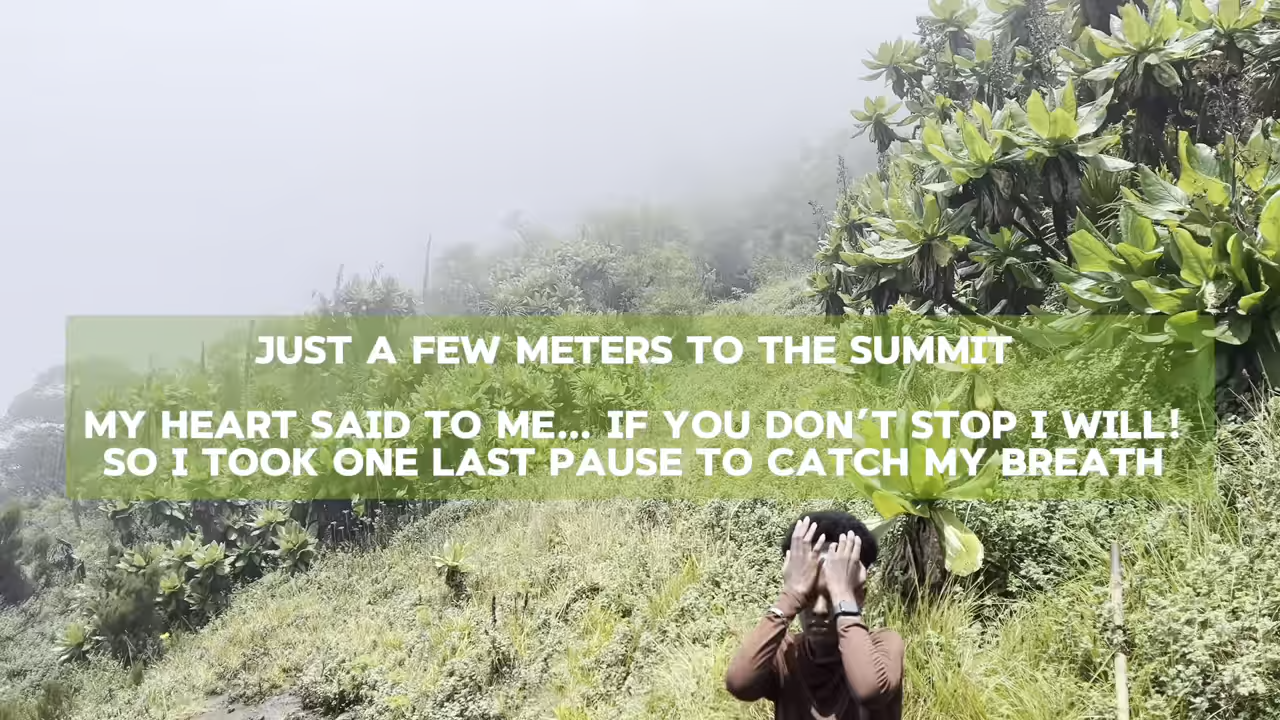 JUST A FEW METERS TO THE SUMMIT
MY HEART SAID TO ME... IF YOU DON'T STOP I WILL!
SO I TOOK ONE LAST PAUSE TO CATCH MY BREATH